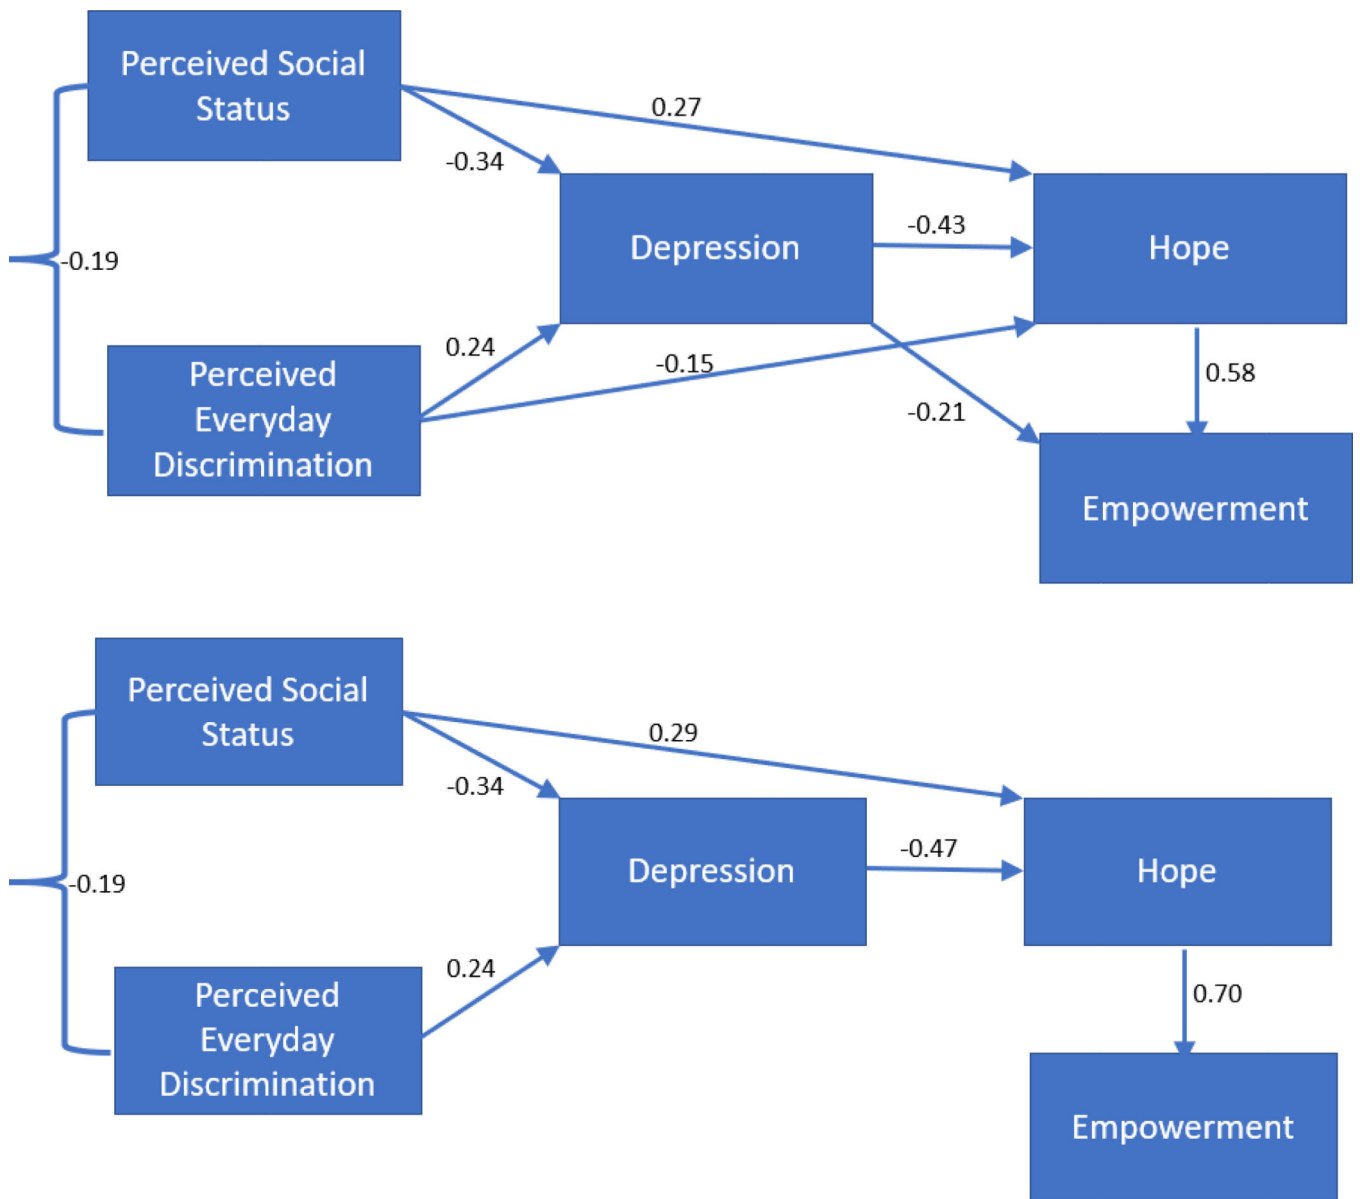 Perceived Social
Status
0.27
-0.34
Depression
-0.43
Hope
-0.19
0.24
-0.15
Perceived
Everyday
Discrimination
-0.21
0.58
Empowerment
Perceived Social
Status
0.29
-0.34
Depression
-0.47
Hope
-0.19
0.24
Perceived
Everyday
Discrimination
0.70
Empowerment